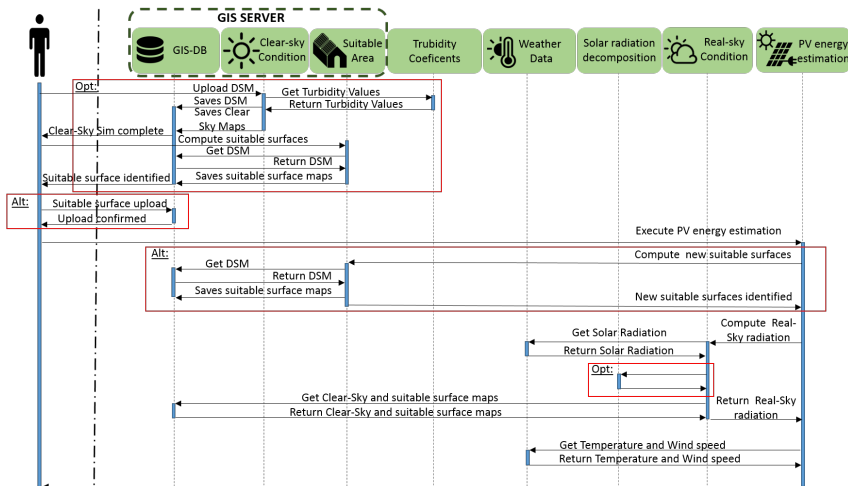 GIS SERVER
GIS-DB
Clear-sky
Condition
Suitable
Area
Trubidity
Coeficents
Weather
Data
Solar radiation
decomposition
Real-sky
Condition
PV energy
estimation
Opt:
Upload DSM
Get Turbidity Values
Saves DSM
Return Turbidity Values
Saves Clear
Sky Maps
Clear-Sky Sim complete
Compute suitable surfaces
Get DSM
Return DSM
Suitable surface identified
Saves suitable surface maps
Alt:
Suitable surface upload
Upload confirmed
Execute PV energy estimation
Alt:
Compute new suitable surfaces
Get DSM
Return DSM
Saves suitable surface maps
New suitable surfaces identified
Get Solar Radiation
Compute Real-
Sky radiation
Return Solar Radiation
Opt:
Get Clear-Sky and suitable surface maps
Return Real-Sky
radiation
Return Clear-Sky and suitable surface maps
Get Temperature and Wind speed
Return Temperature and Wind speed